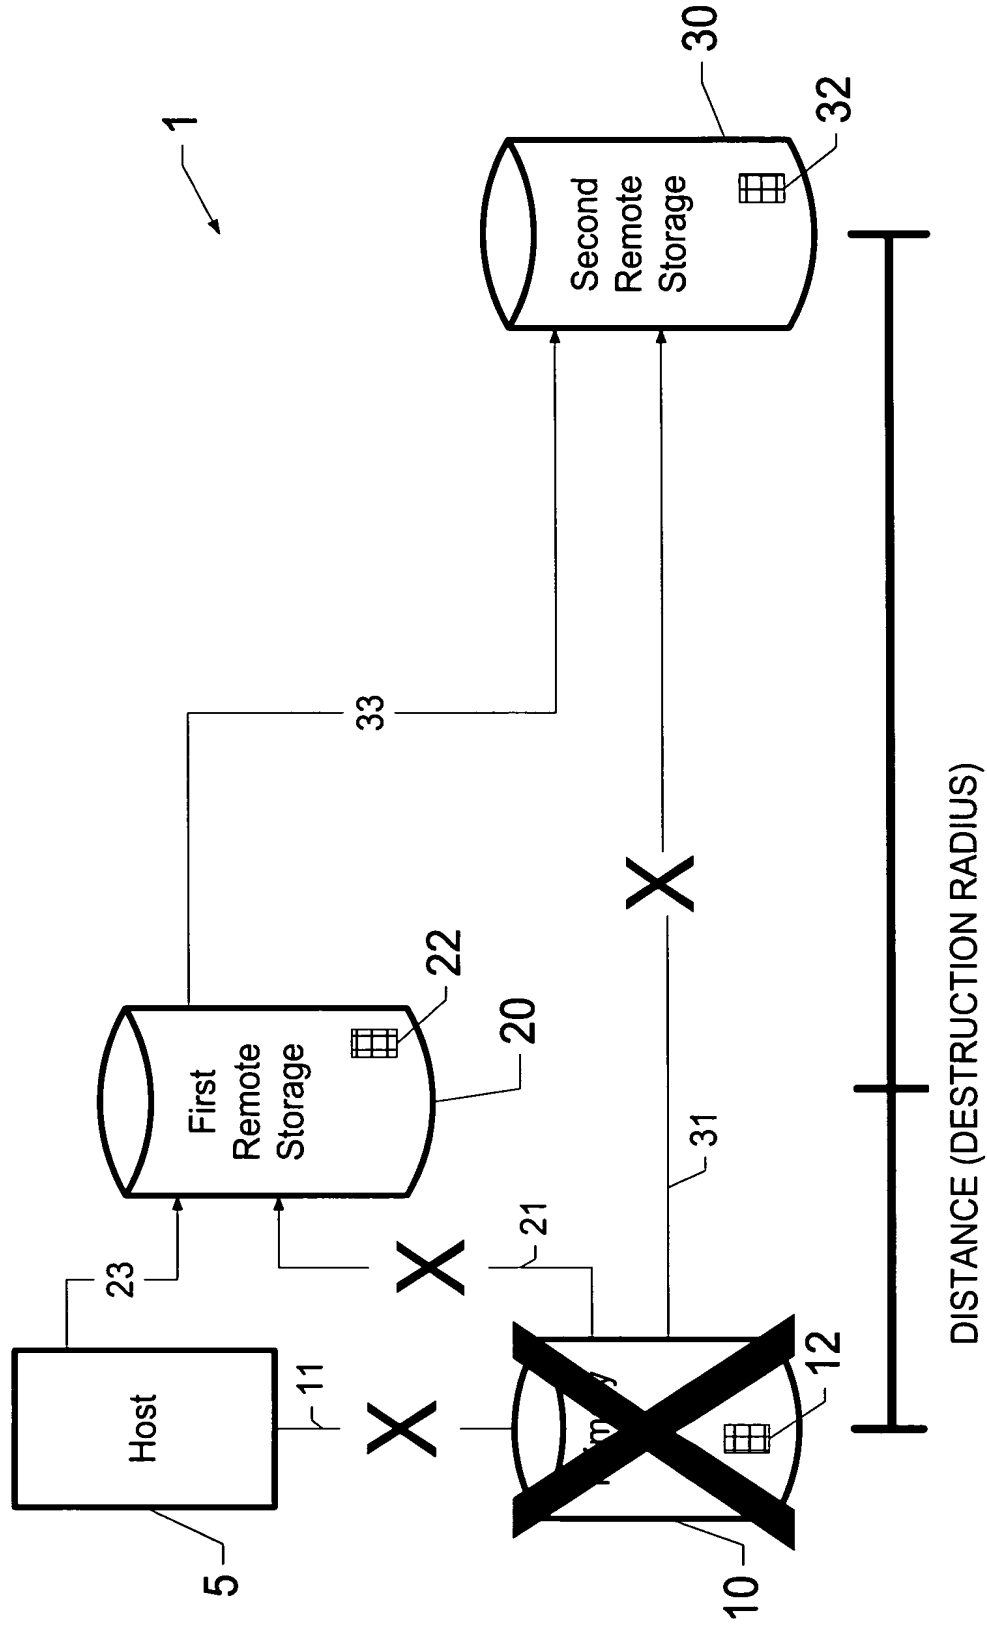 1
Host
5
11
23
First
Remote
Storage
22
20
21
33
Second
Remote
Storage
30
32
31
10
12
DISTANCE (DESTRUCTION RADIUS)